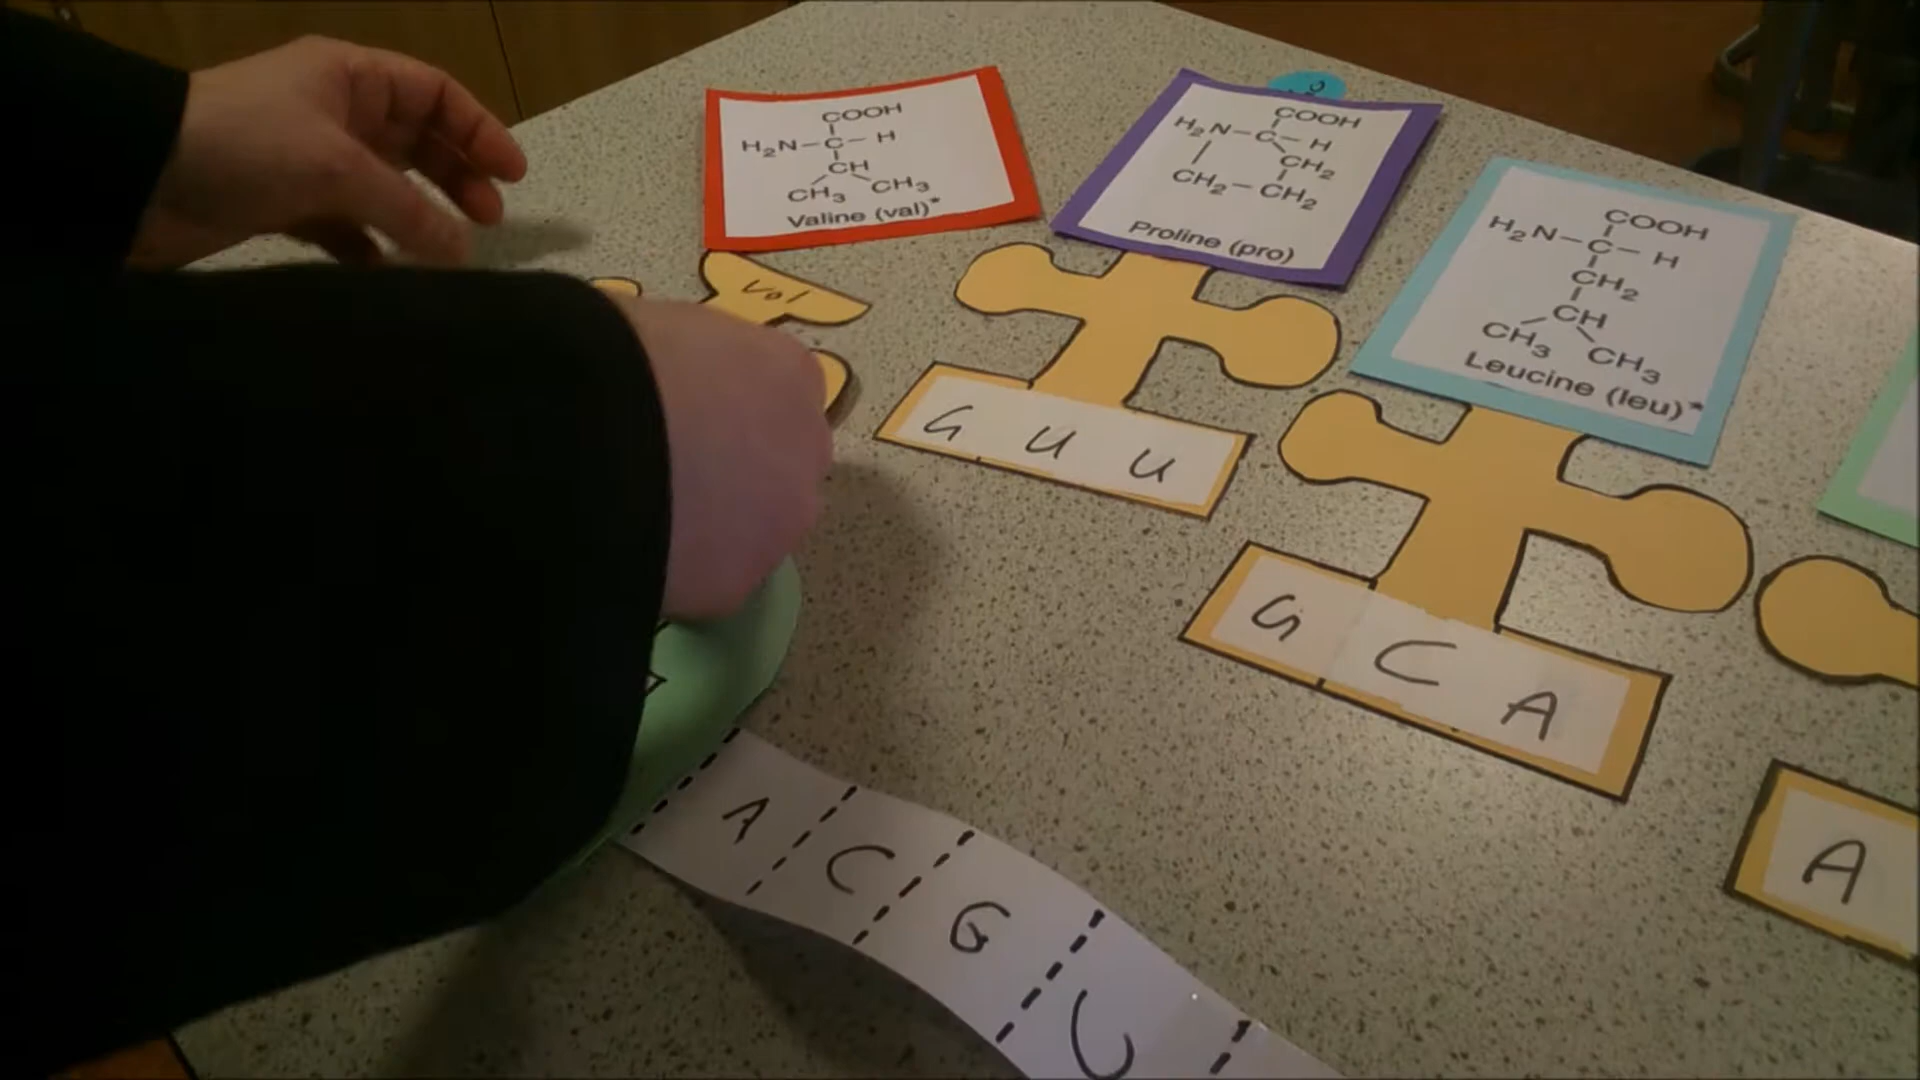 COOH
H₂N-C-H
CH
CH₃ CH₃
Valine (val)*
COOH
H₂N-C-H
CH₂
CH₂-CH₂
Proline (pro)
COOH
H₂N-C-H
CH₂
CH
CH₃ CH₃
Leucine (leu)*
val
G U U
G C A
A
A C G U